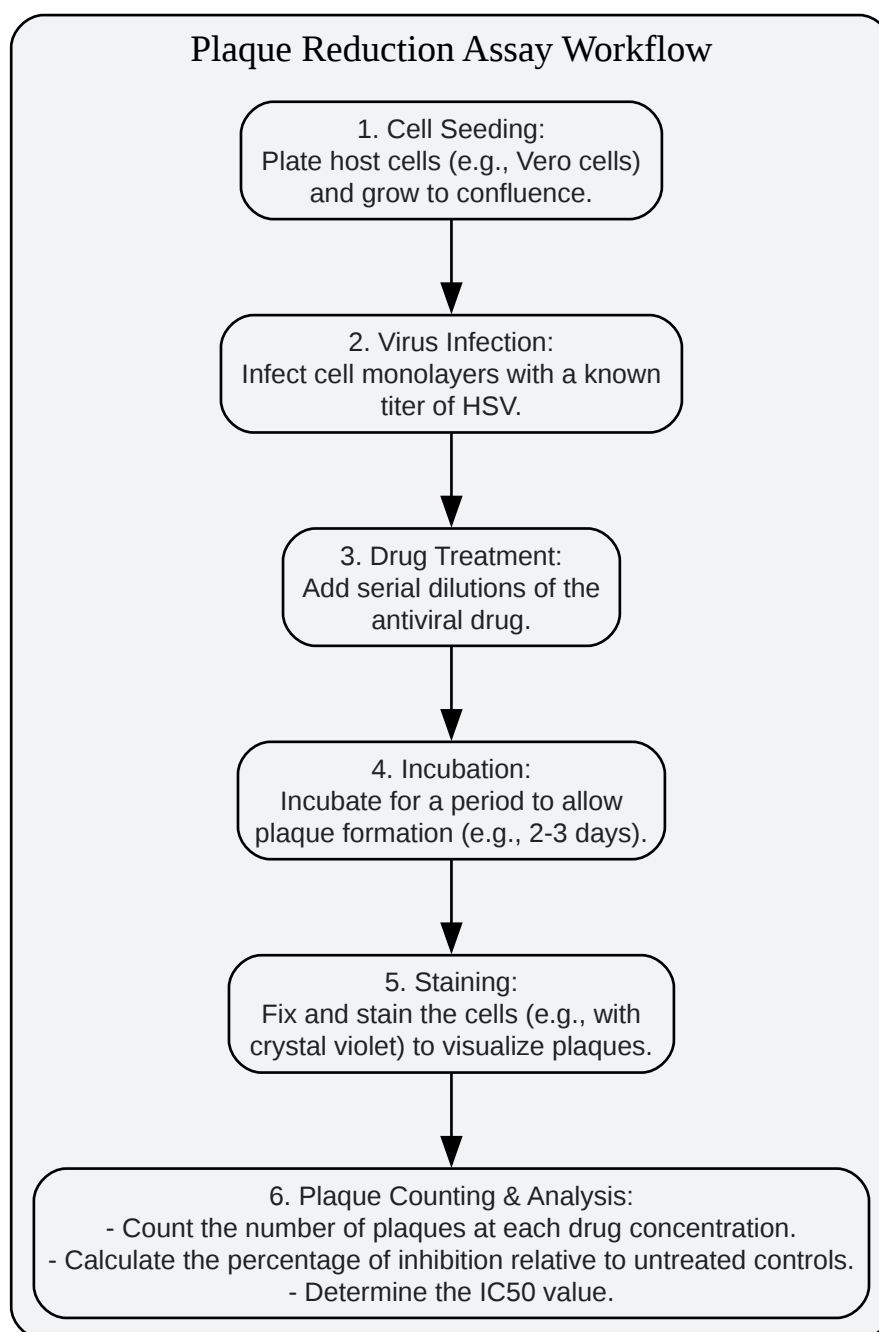 Plaque Reduction Assay Workflow
1. Cell Seeding:
Plate host cells (e.g., Vero cells)
and grow to confluence.
2. Virus Infection:
Infect cell monolayers with a known
titer of HSV.
3. Drug Treatment:
Add serial dilutions of the
antiviral drug.
4. Incubation:
Incubate for a period to allow
plaque formation (e.g., 2-3 days).
5. Staining:
Fix and stain the cells (e.g., with
crystal violet) to visualize plaques.
6. Plaque Counting & Analysis:
- Count the number of plaques at each drug concentration.
- Calculate the percentage of inhibition relative to untreated controls.
- Determine the IC50 value.